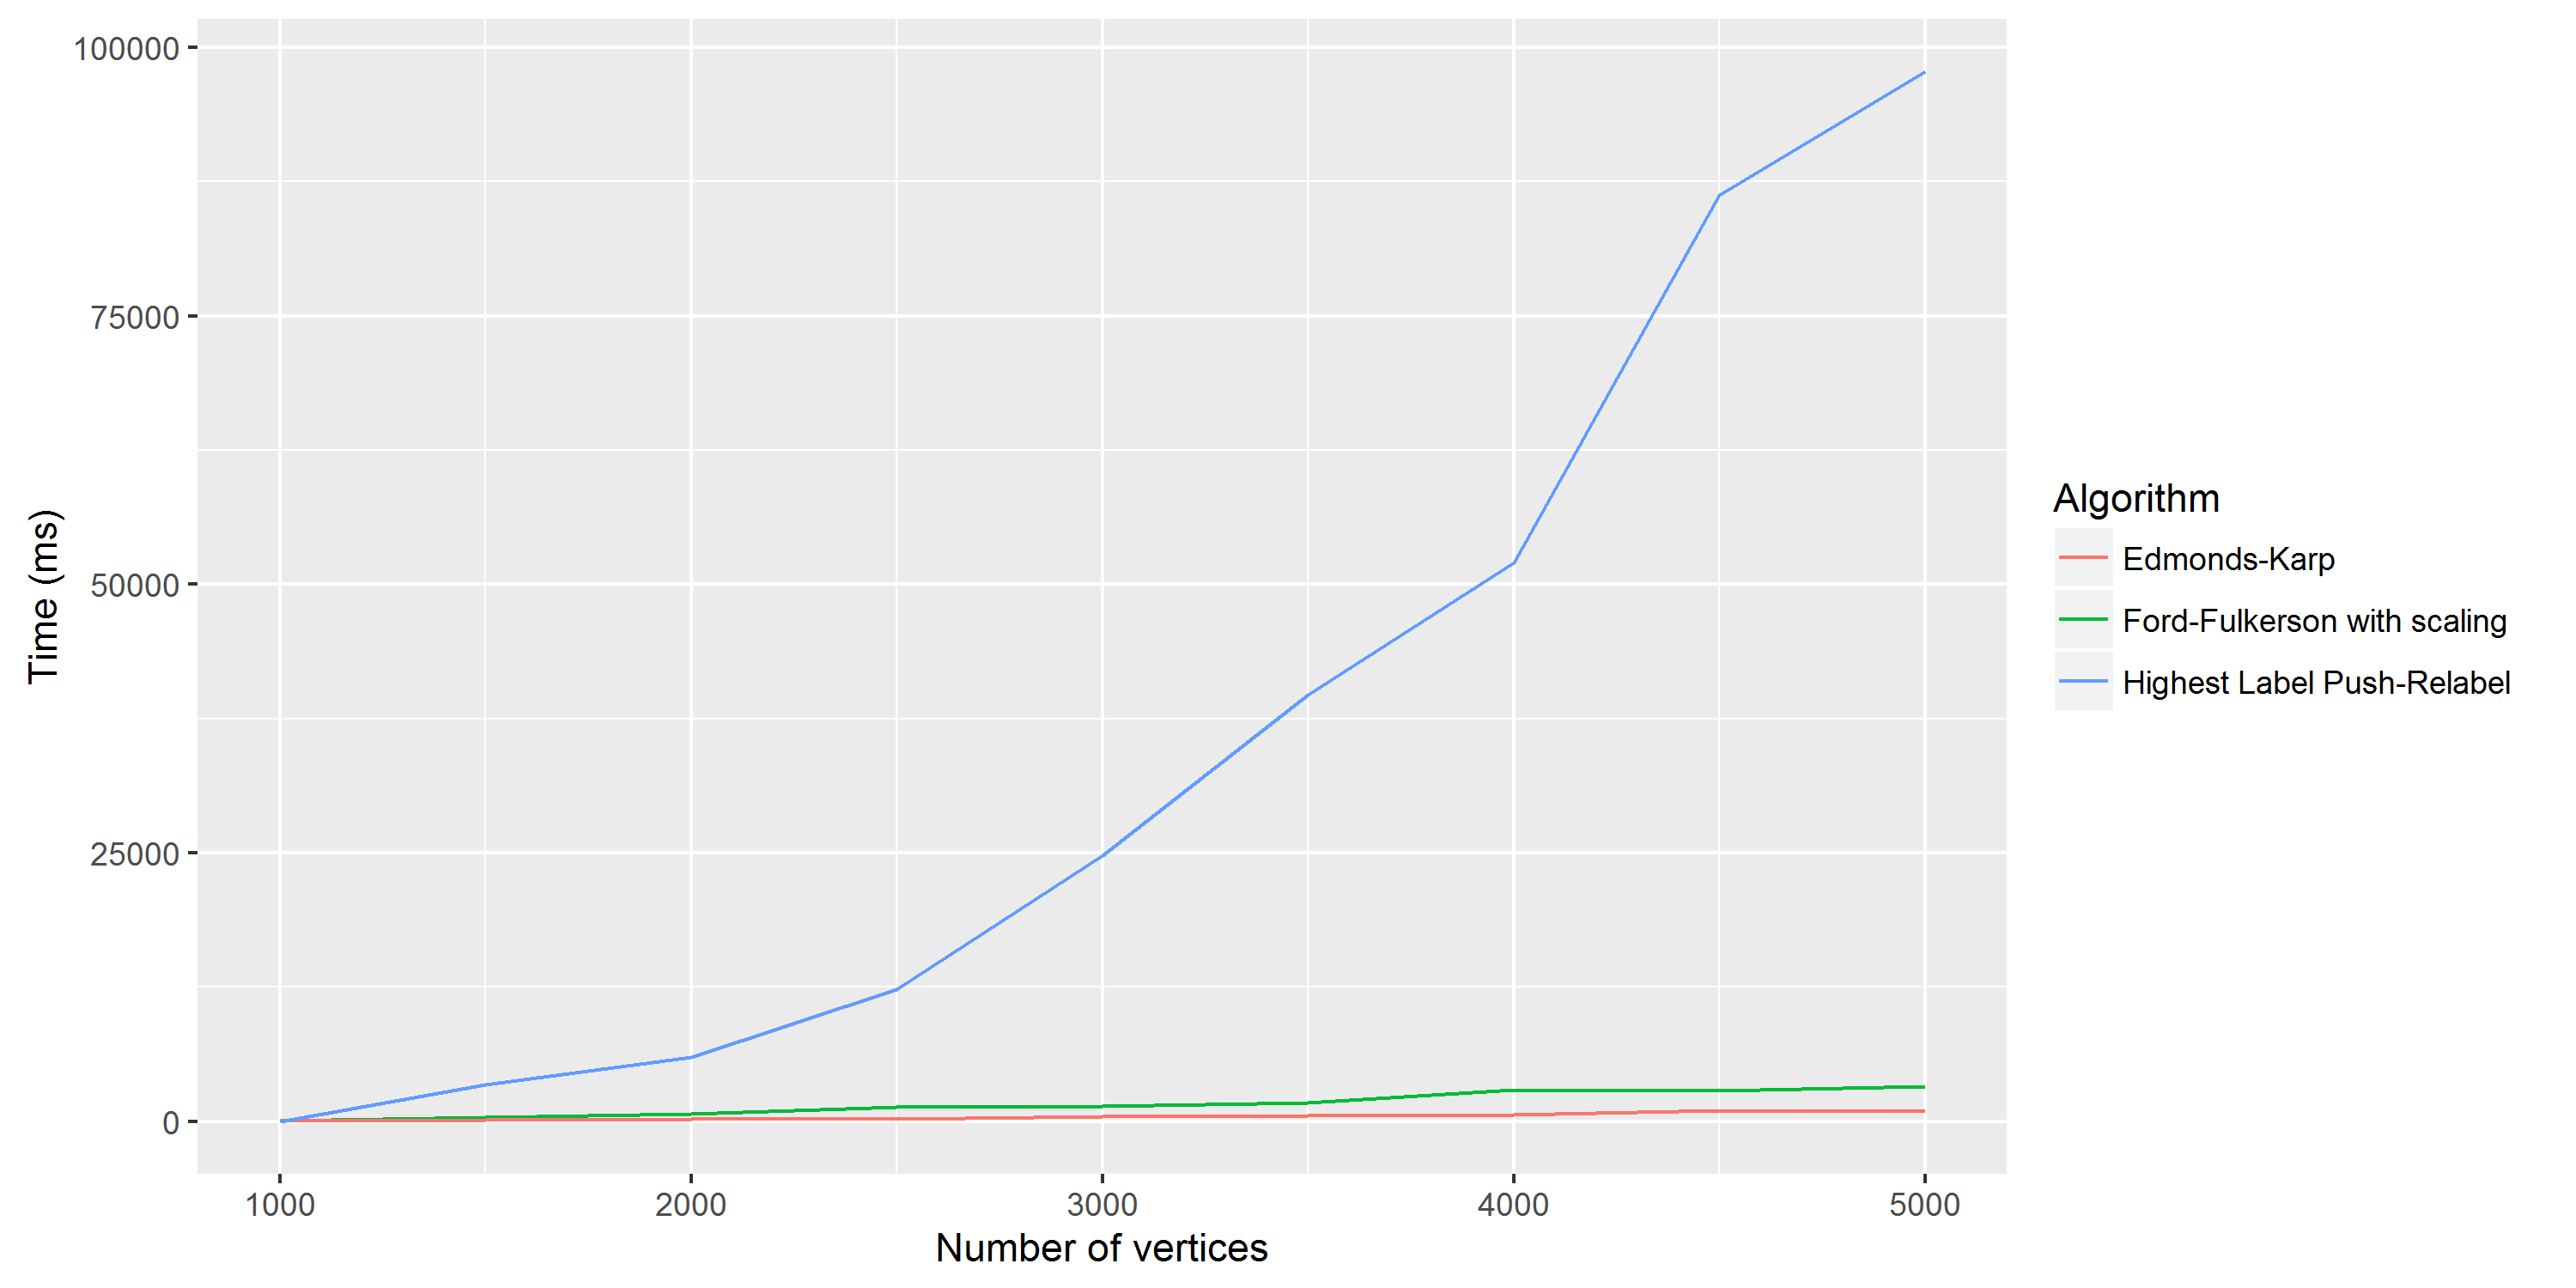 100000
75000
50000
25000
0
Time (ms)
1000 2000 3000 4000 5000
Number of vertices
Algorithm
Edmonds-Karp
Ford-Fulkerson with scaling
Highest Label Push-Relabel